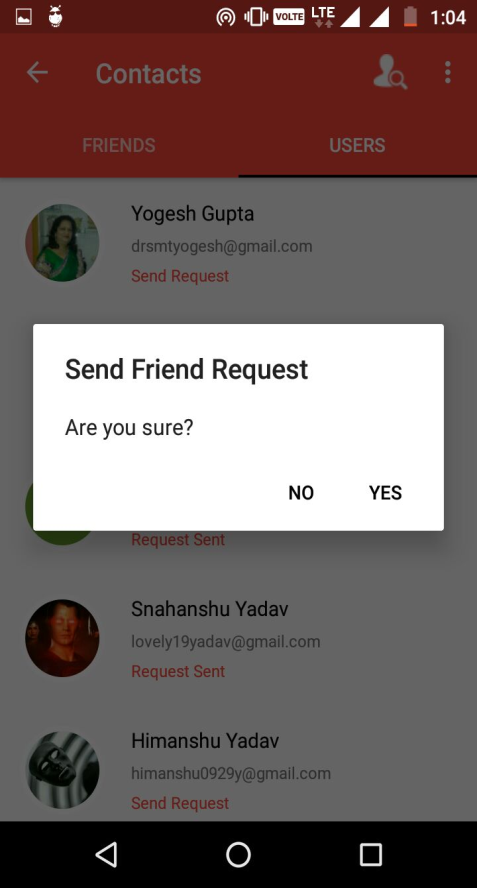 VOLTE LTE 1:04
Contacts
FRIENDS USERS
Yogesh Gupta
drsmtyogesh@gmail.com
Send Request
Send Friend Request
Are you sure?
NO YES
Request Sent
Snahanshu Yadav
lovely19yadav@gmail.com
Request Sent
Himanshu Yadav
himanshu0929y@gmail.com
Send Request